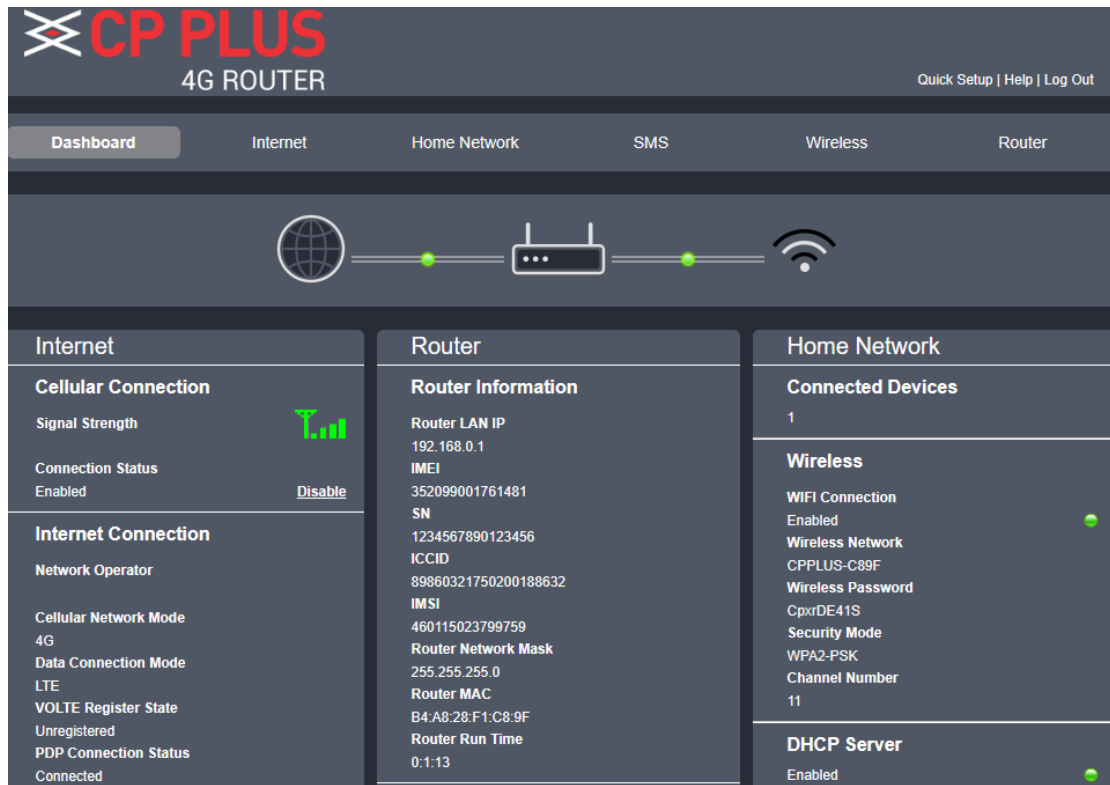 CP PLUS
4G ROUTER
Quick Setup | Help | Log Out
Dashboard Internet Home Network SMS Wireless Router
Internet
Cellular Connection
Signal Strength
Connection Status
Enabled Disable
Internet Connection
Network Operator
Cellular Network Mode
4G
Data Connection Mode
LTE
VOLTE Register State
Unregistered
PDP Connection Status
Connected
Router
Router Information
Router LAN IP
192.168.0.1
IMEI
352099001761481
SN
1234567890123456
ICCID
89860321750200188632
IMSI
460115023799759
Router Network Mask
255.255.255.0
Router MAC
B4:A8:28:F1:C8:9F
Router Run Time
0:1:13
Home Network
Connected Devices
1
Wireless
WIFI Connection
Enabled
Wireless Network
CPPLUS-C89F
Wireless Password
CpxrDE41S
Security Mode
WPA2-PSK
Channel Number
11
DHCP Server
Enabled